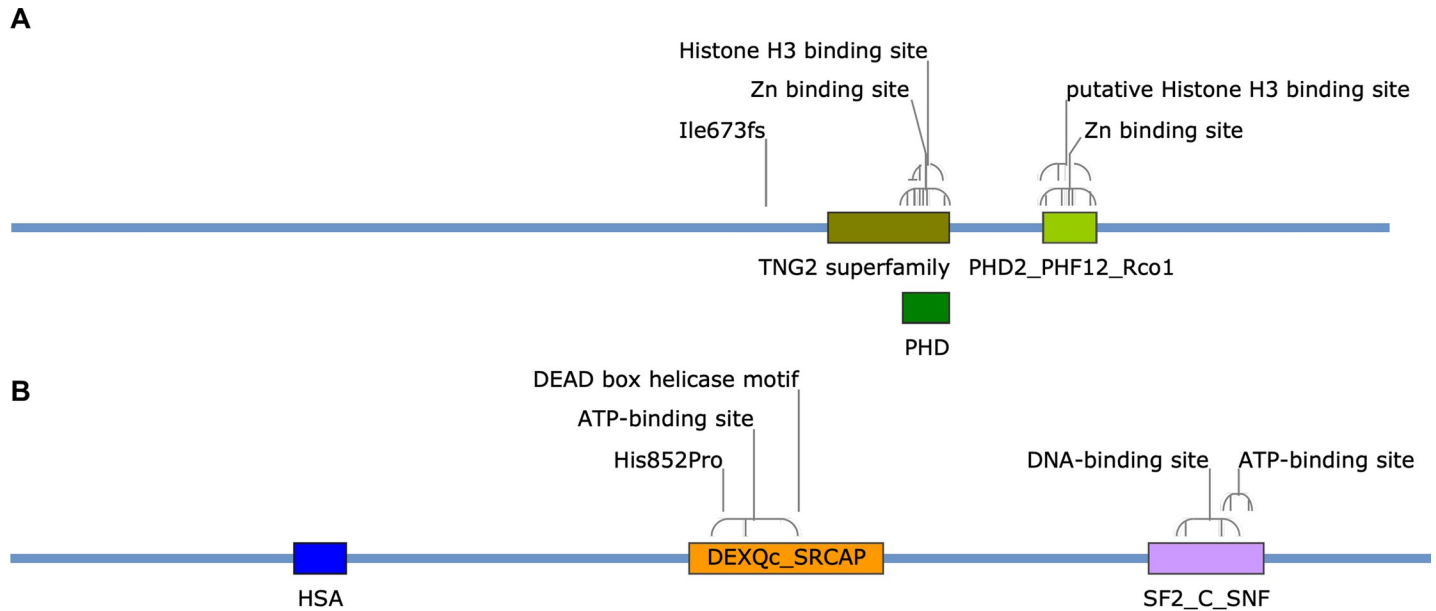 A
Histone H3 binding site
Zn binding site
putative Histone H3 binding site
Ile673fs
Zn binding site
TNG2 superfamily
PHD2_PHF12_Rco1
PHD
B
DEAD box helicase motif
ATP-binding site
His852Pro
DNA-binding site
ATP-binding site
DEXQc_SRCAP
HSA
SF2_C_SNF